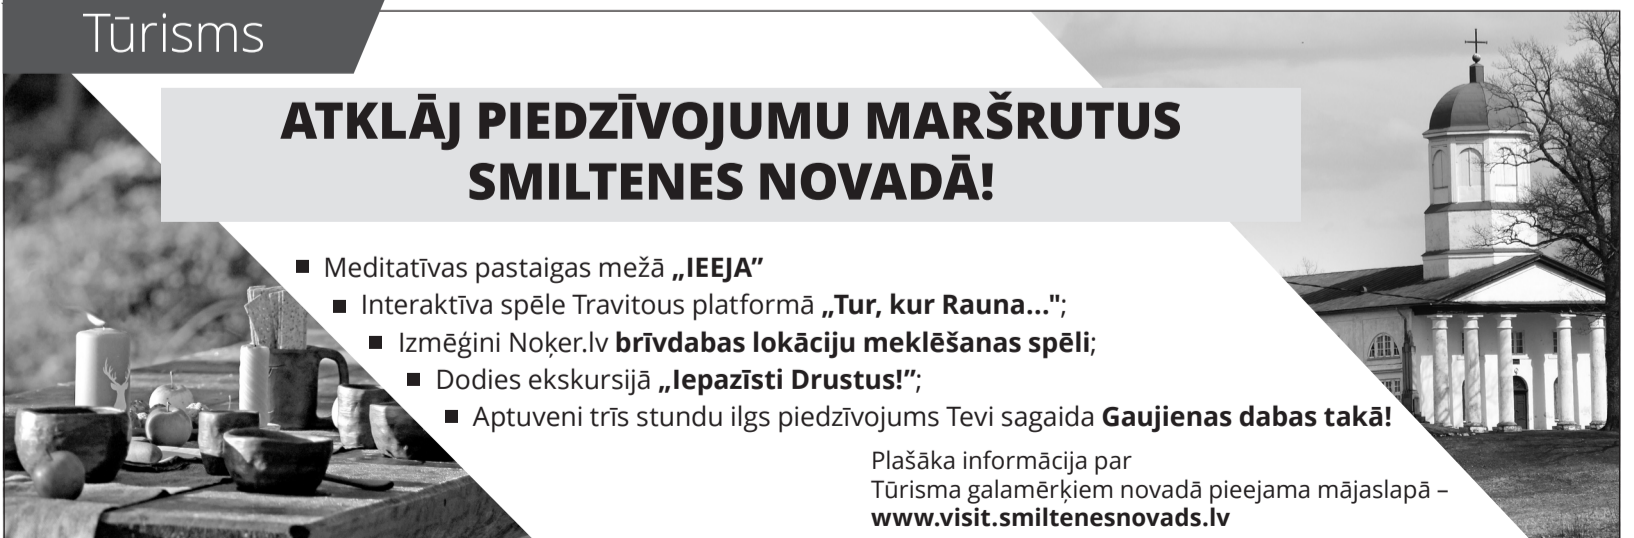 Tūrisms
ATKLĀJ PIEDZĪVOJUMU MARŠRUTUS
SMILTENES NOVADĀ!
▪ Meditatīvas pastaigas mežā „IEEJA”
▪ Interaktīva spēle Travitous platformā „Tur, kur Rauna...";
▪ Izmēģini Noķer.lv brīvdabas lokāciju meklēšanas spēli;
▪ Dodies ekskursijā „Iepazīsti Drustus!”;
▪ Aptuveni trīs stundu ilgs piedzīvojums Tevi sagaida Gaujienas dabas takā!
Plašāka informācija par
Tūrisma galamērķiem novadā pieejama mājaslapā –
www.visit.smiltenesnovads.lv